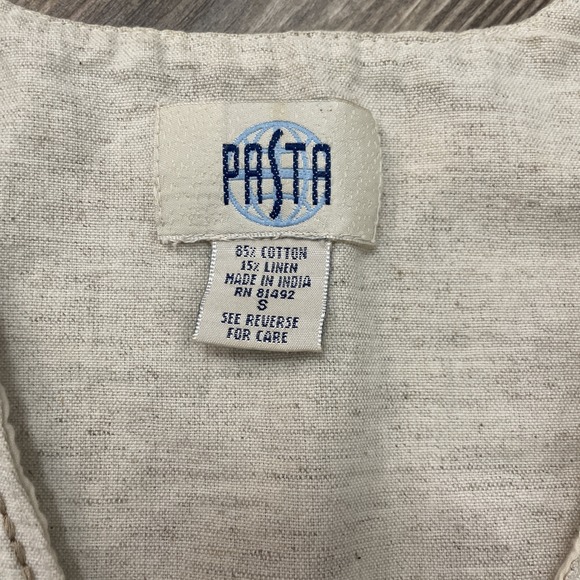 PASTA
85% COTTON
15% LINEN
MADE IN INDIA
RN 81492
S
SEE REVERSE
FOR CARE